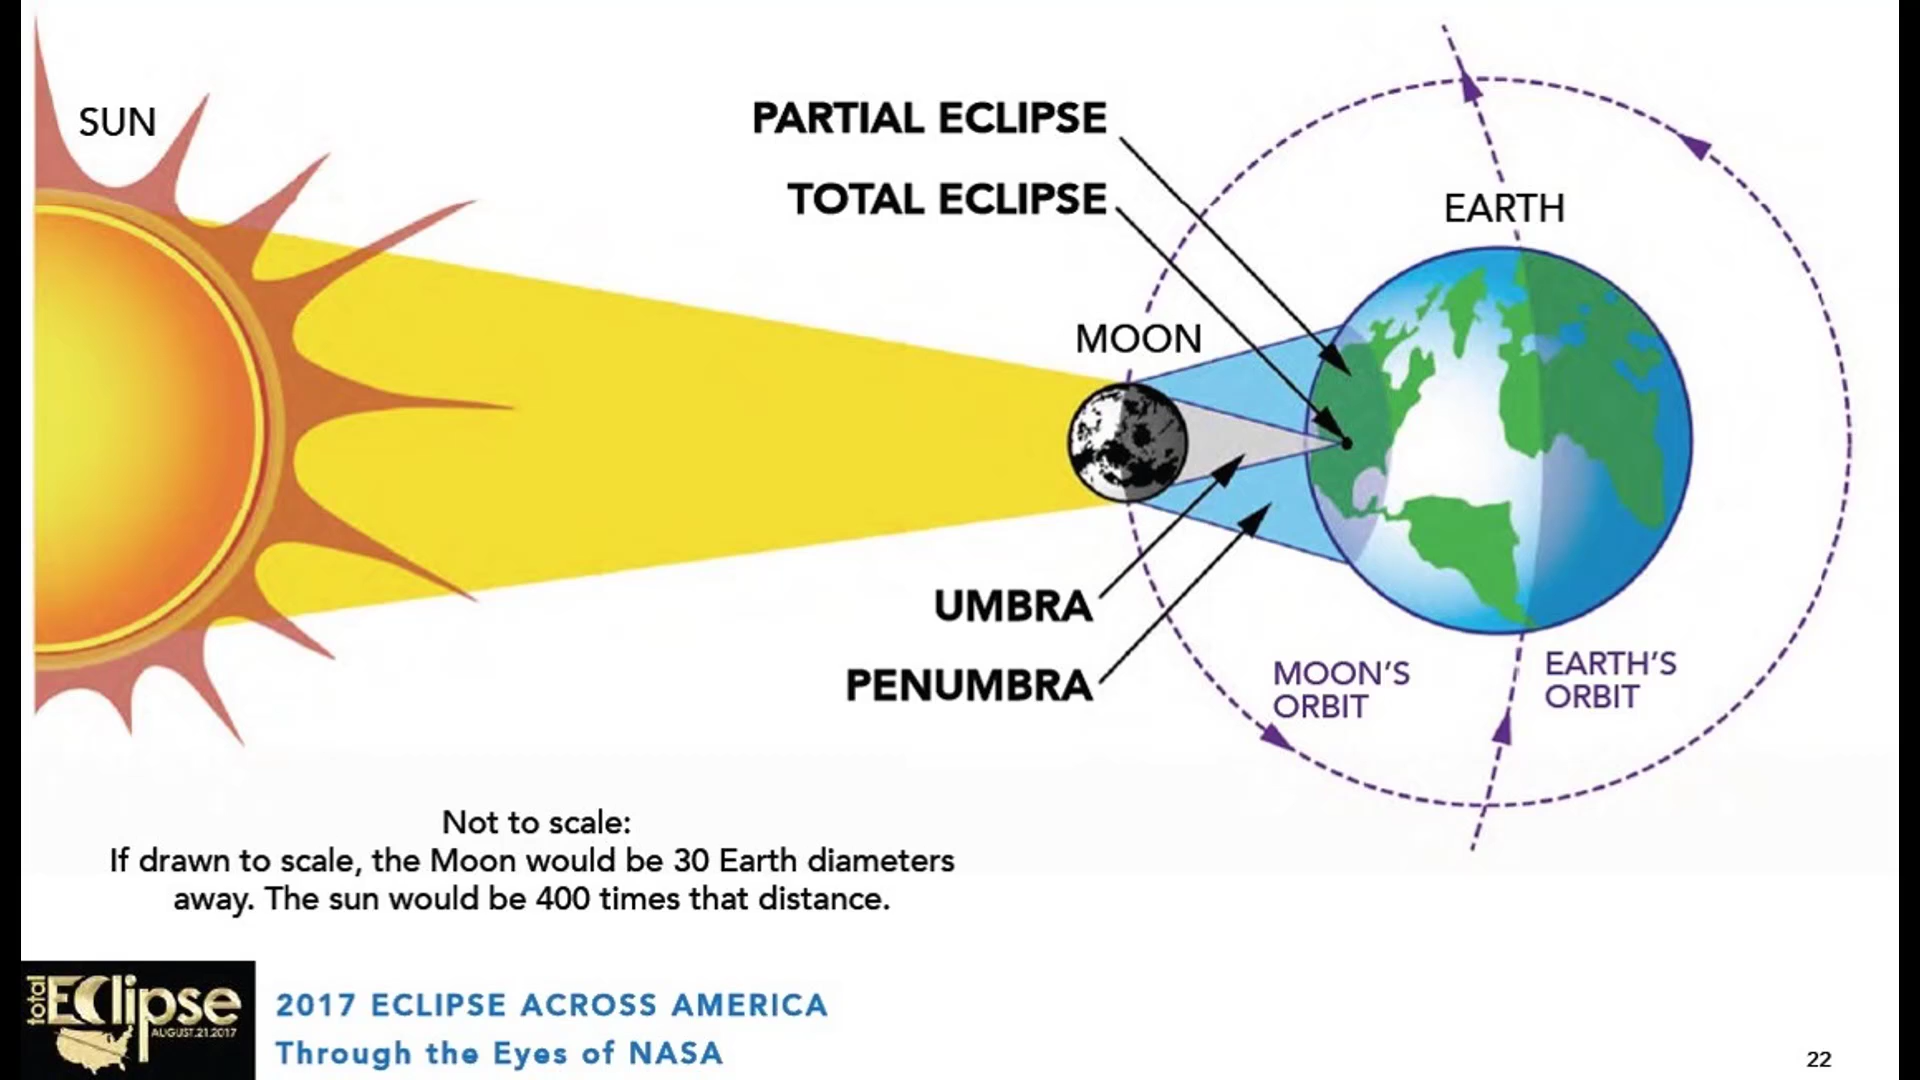 SUN
PARTIAL ECLIPSE
TOTAL ECLIPSE
EARTH
MOON
UMBRA
PENUMBRA
MOON'S
ORBIT
EARTH'S
ORBIT
Not to scale:
If drawn to scale, the Moon would be 30 Earth diameters
away. The sun would be 400 times that distance.
total
EClipse
AUGUST.21.2017
2017 ECLIPSE ACROSS AMERICA
Through the Eyes of NASA
22